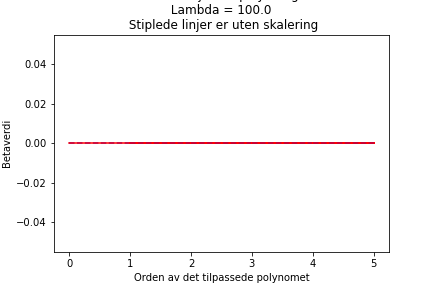 Lambda = 100.0
Stiplede linjer er uten skalering
0.04
0.02
0.00
−0.02
−0.04
Betaverdi
0 1 2 3 4 5
Orden av det tilpassede polynomet